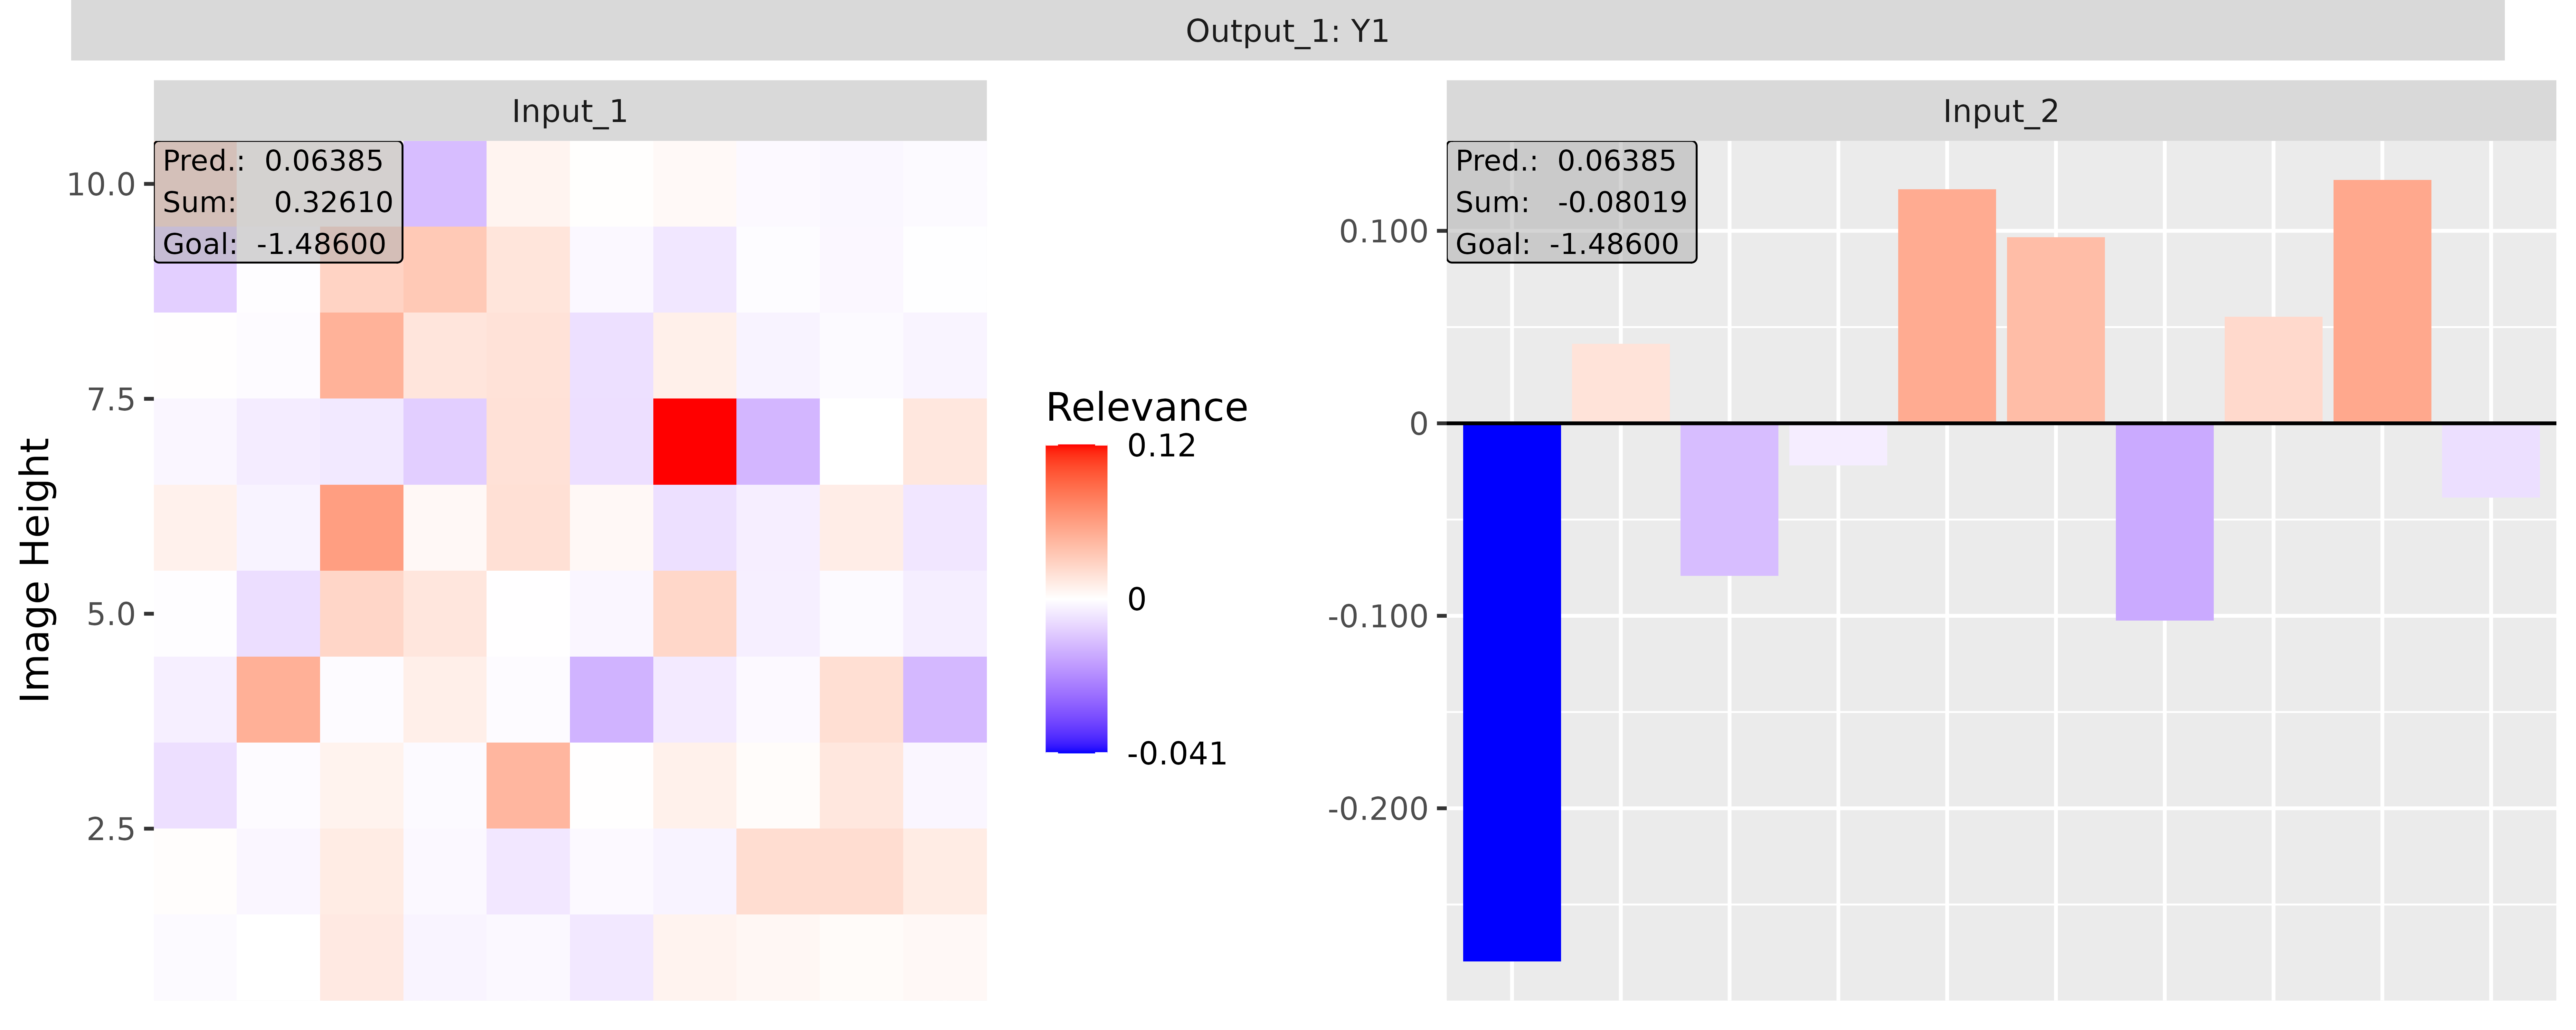 Output_1: Y1
Input_1
Pred.: 0.06385
Sum: 0.32610
Goal: -1.48600
10.0
7.5
5.0
2.5
Image Height
Relevance
0.12
0
-0.041
Input_2
Pred.: 0.06385
Sum: -0.08019
Goal: -1.48600
0.100
0
-0.100
-0.200